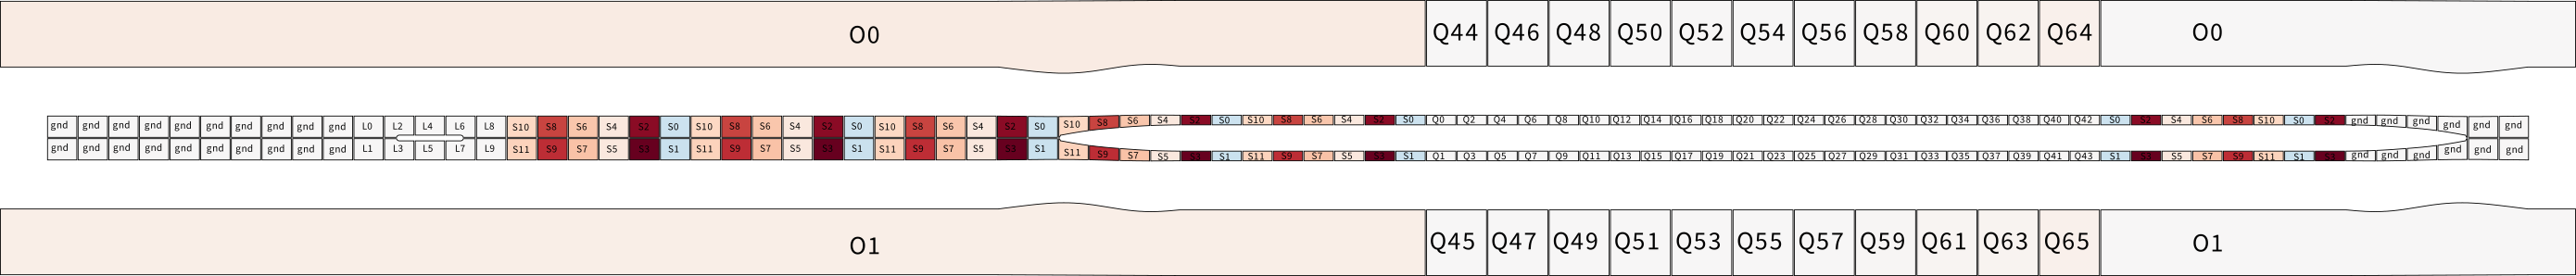 O0 Q44 Q46 Q48 Q50 Q52 Q54 Q56 Q58 Q60 Q62 Q64 O0
gnd gnd gnd gnd gnd gnd gnd gnd gnd gnd L0 L2 L4 L6 L8 S10 S8 S6 S4 S2 S0 S10 S8 S6 S4 S2 S0 S10 S8 S6 S4 S2 S0 S10 S8 S6 S4 S2 S0 S10 S8 S6 S4 S2 S0 Q0 Q2 Q4 Q6 Q8 Q10 Q12 Q14 Q16 Q18 Q20 Q22 Q24 Q26 Q28 Q30 Q32 Q34 Q36 Q38 Q40 Q42 S0 S2 S4 S6 S8 S10 S0 S2 gnd gnd gnd gnd gnd gnd
gnd gnd gnd gnd gnd gnd gnd gnd gnd gnd L1 L3 L5 L7 L9 S11 S9 S7 S5 S3 S1 S11 S9 S7 S5 S3 S1 S11 S9 S7 S5 S3 S1 S11 S9 S7 S5 S3 S1 S11 S9 S7 S5 S3 S1 Q1 Q3 Q5 Q7 Q9 Q11 Q13 Q15 Q17 Q19 Q21 Q23 Q25 Q27 Q29 Q31 Q33 Q35 Q37 Q39 Q41 Q43 S1 S3 S5 S7 S9 S11 S1 S3 gnd gnd gnd gnd gnd gnd
O1 Q45 Q47 Q49 Q51 Q53 Q55 Q57 Q59 Q61 Q63 Q65 O1